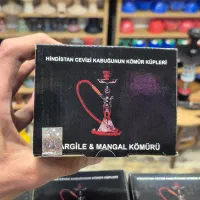 HİNDİSTAN CEVİZİ KABUĞUNUN KÖMÜR KÜPLERİ
ARGİLE & MANGAL KÖMÜRÜ